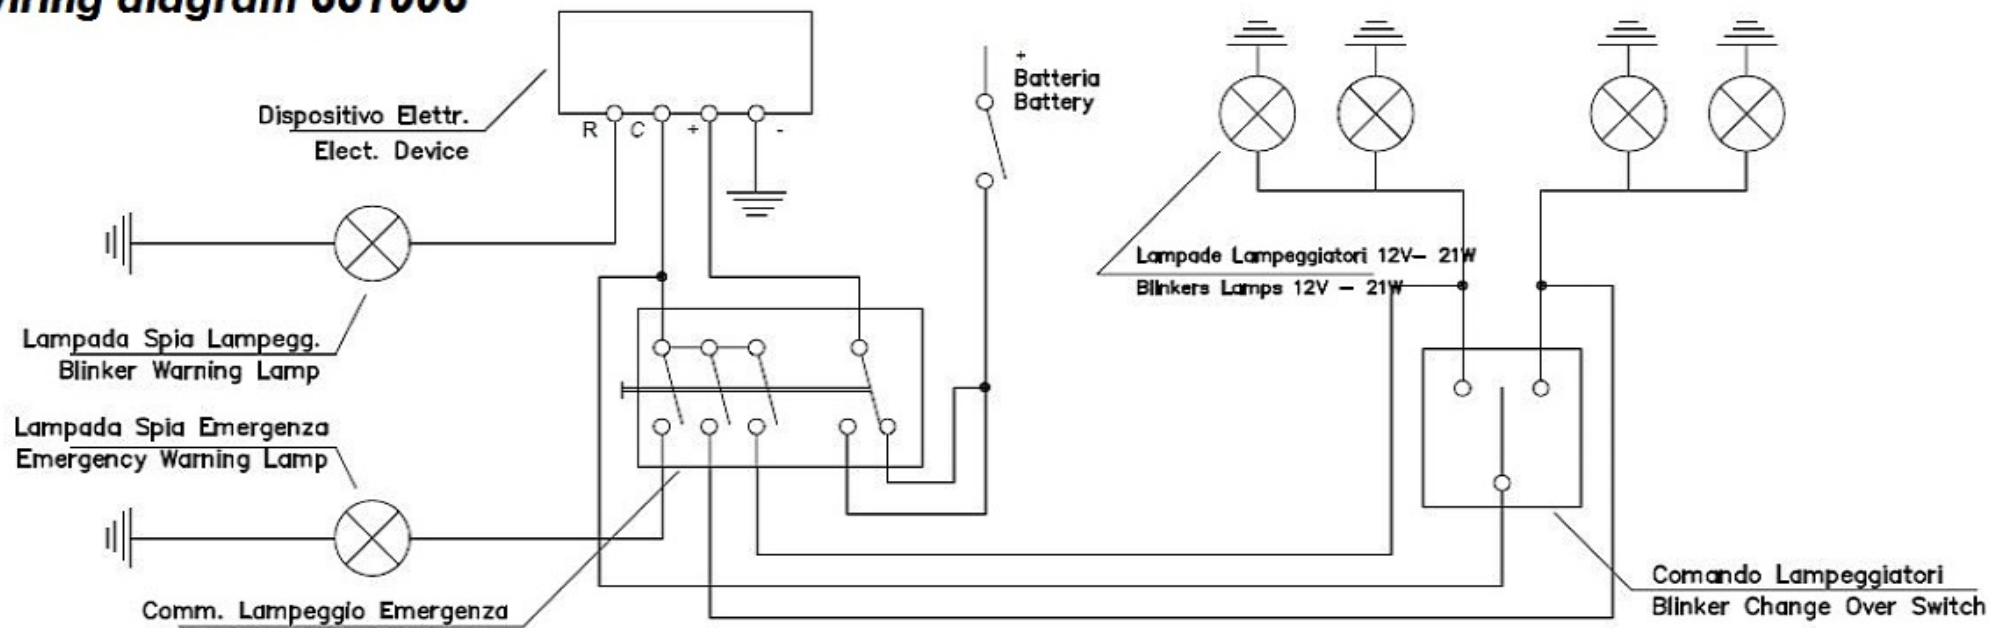 diagram
Dispositivo Elettr.
Elect. Device
R C + -
+
Batteria
Battery
Lampade Lampeggiatori 12V- 21W
Blinkers Lamps 12V - 21W
Lampada Spia Lampegg.
Blinker Warning Lamp
Lampada Spia Emergenza
Emergency Warning Lamp
Comm. Lampeggio Emergenza
Comando Lampeggiatori
Blinker Change Over Switch